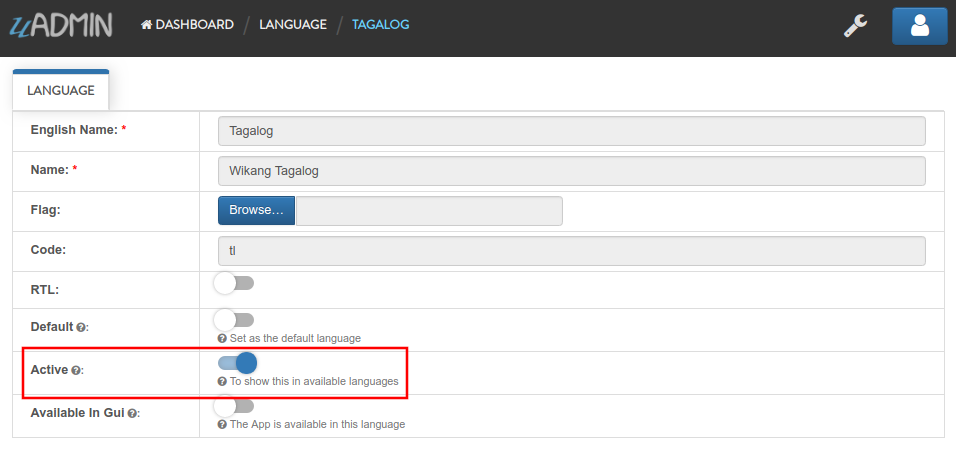 uADMIN DASHBOARD / LANGUAGE / TAGALOG
LANGUAGE
English Name: * Tagalog
Name: * Wikang Tagalog
Flag: Browse...
Code: tl
RTL:
Default ?:
? Set as the default language
Active ?:
? To show this in available languages
Available In Gui ?:
? The App is available in this language